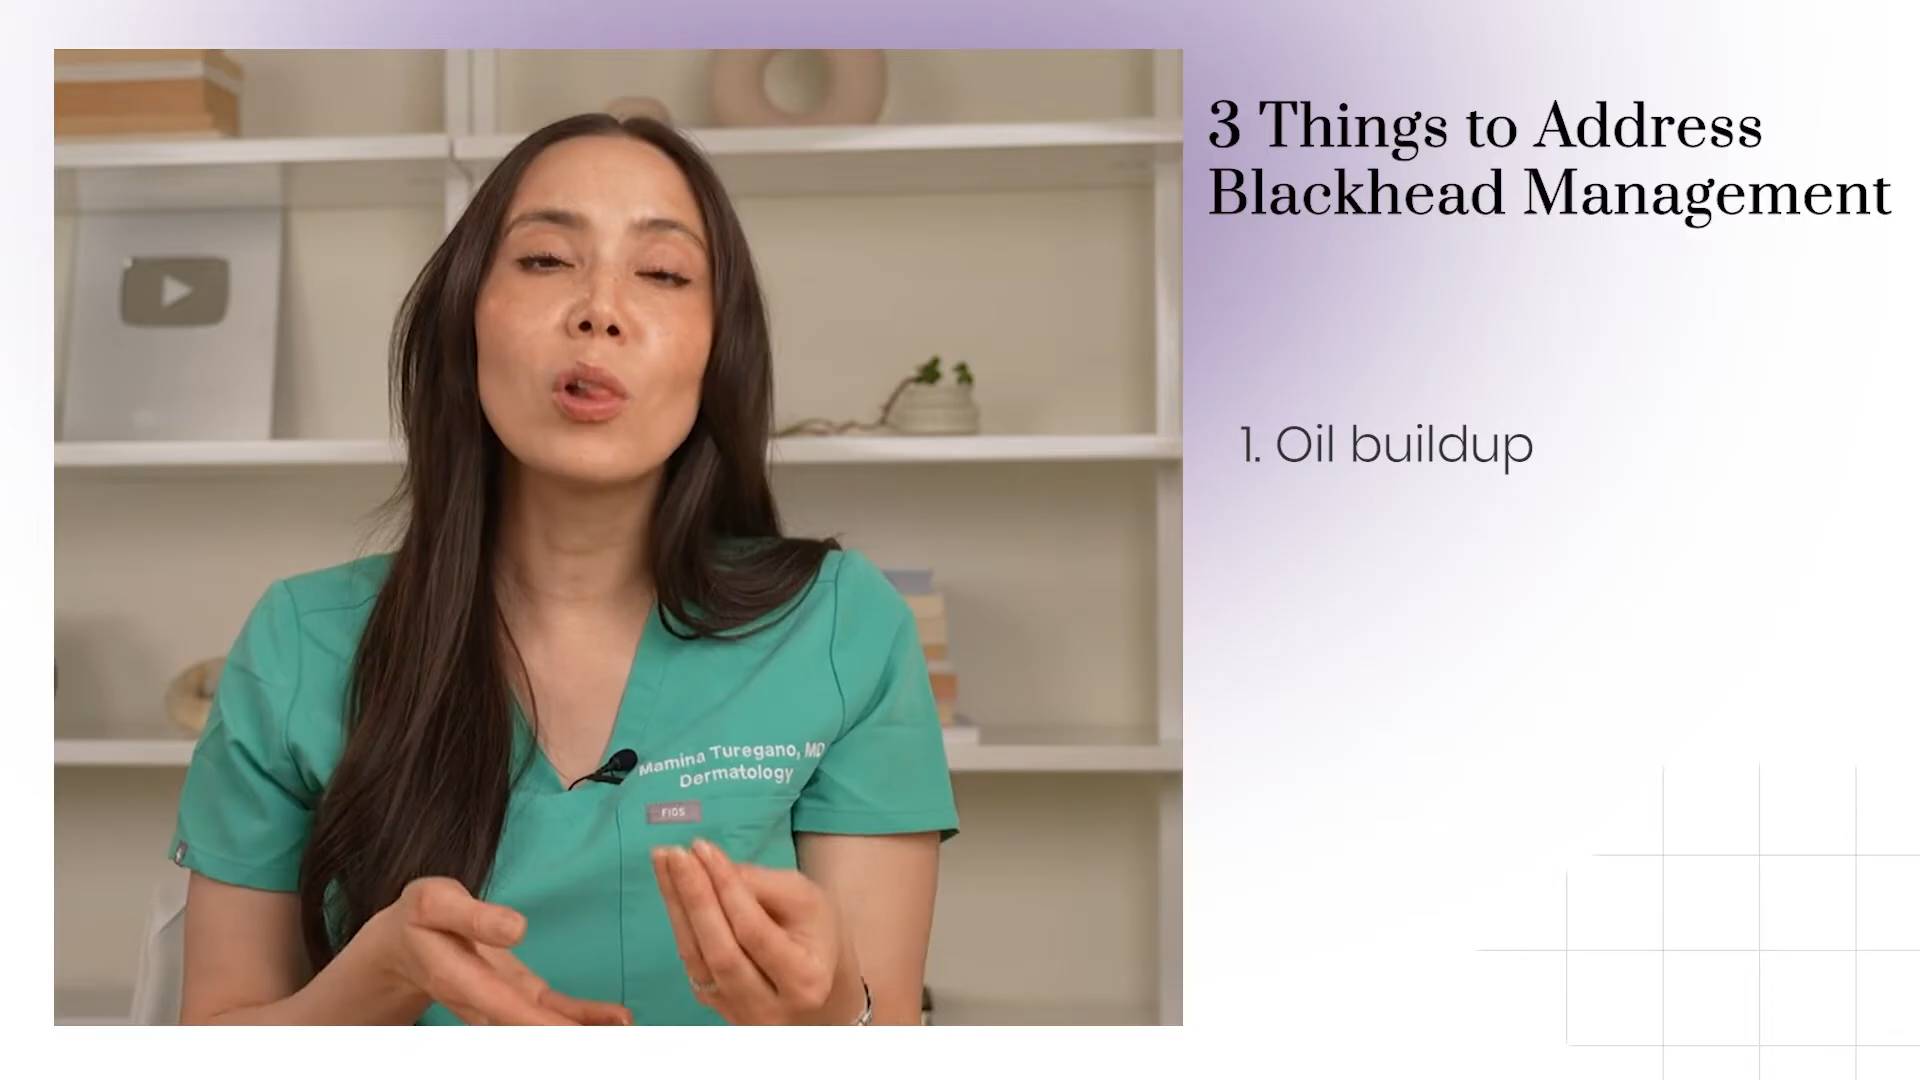 3 Things to Address
Blackhead Management
1. Oil buildup
Mamina Turegano, MD
Dermatology
FIGS